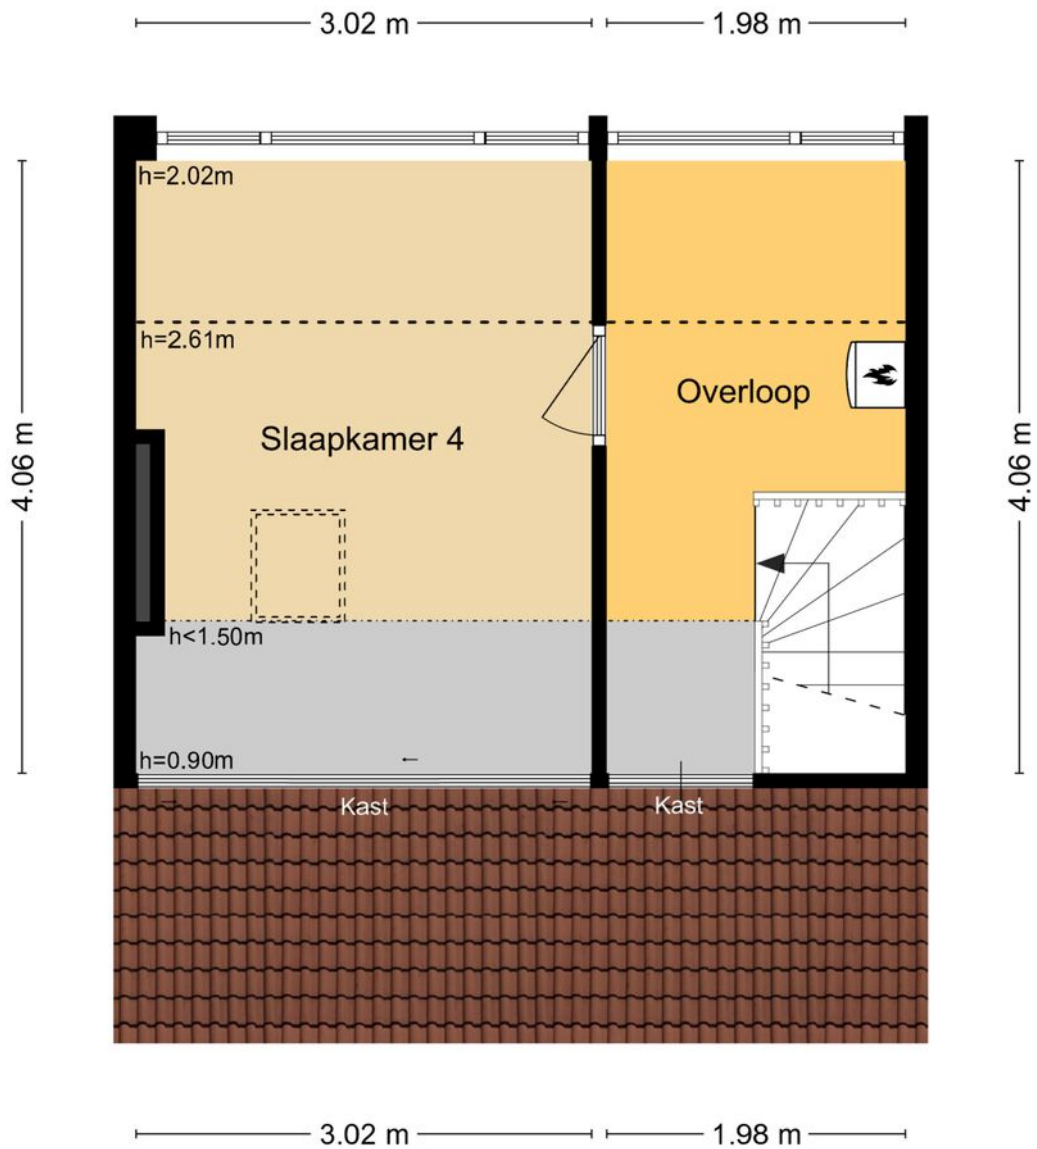 3.02 m
1.98 m
h=2.02m
h=2.61m
Overloop
Slaapkamer 4
4.06 m
4.06 m
h<1.50m
h=0.90m
Kast
Kast
3.02 m
1.98 m